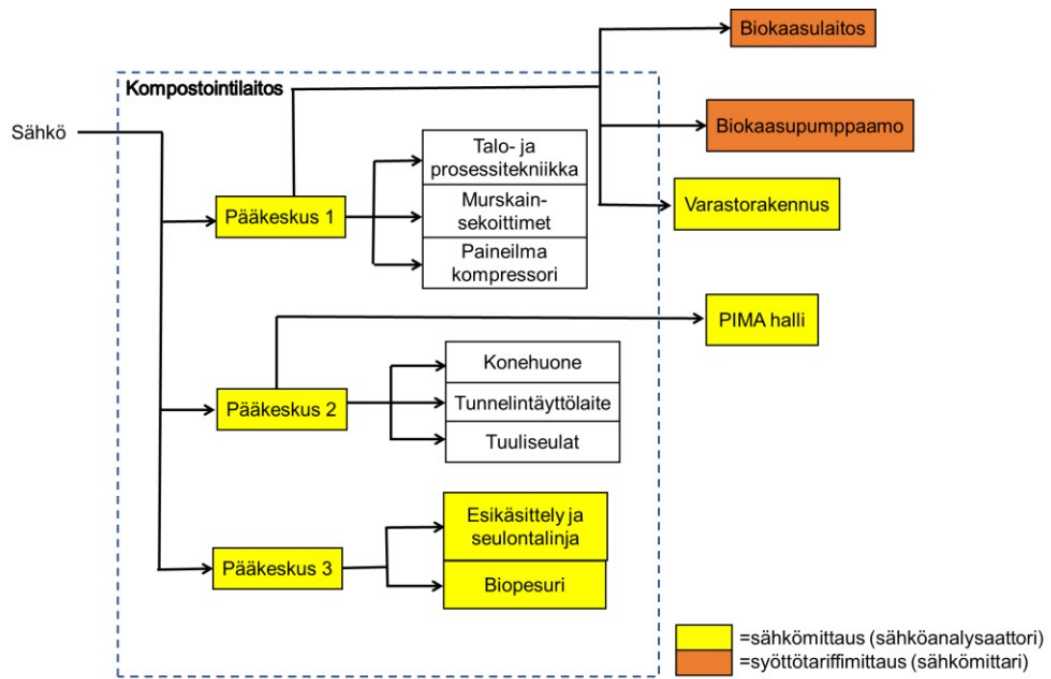 Biokaasulaitos
Kompostointilaitos
Sähkö
Biokaasupumppaamo
Talo- ja
prosessitekniikka
Murskain-
sekoittimet
Paineilma
kompressori
Pääkeskus 1
Varastorakennus
PIMA halli
Konehuone
Tunnelintäyttölaite
Tuuliseulat
Pääkeskus 2
Esikäsittely ja
seulontalinja
Biopesuri
Pääkeskus 3
=sähkömittaus (sähköanalysaattori)
=syöttötariffimittaus (sähkömittari)